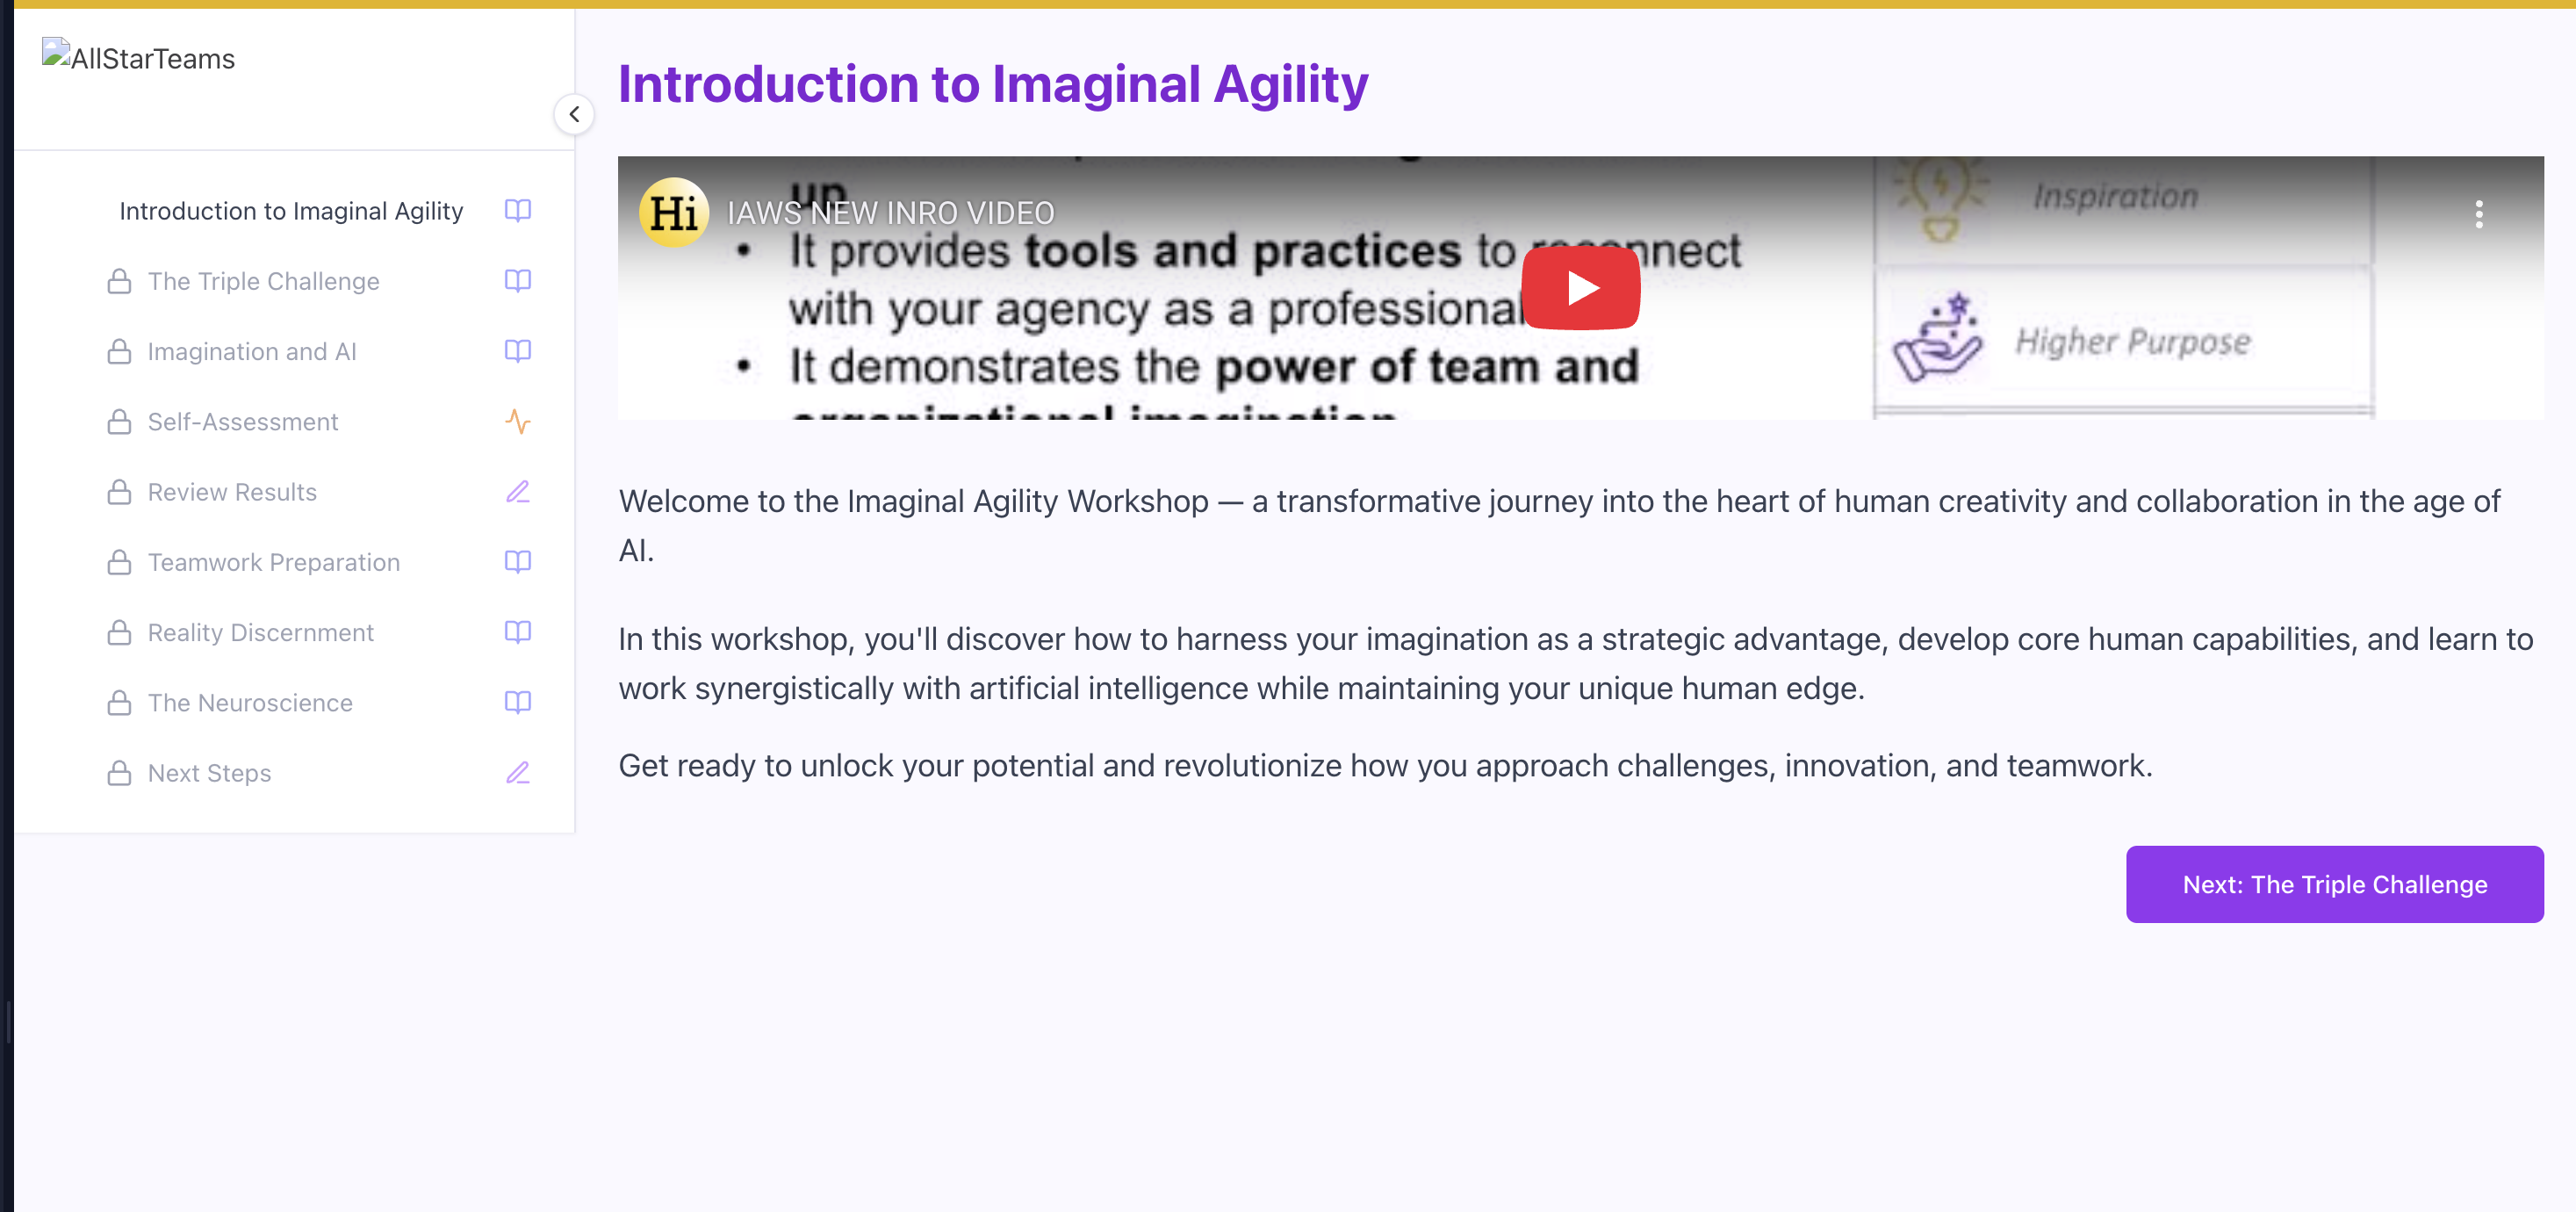 AllStarTeams
Introduction to Imaginal Agility
The Triple Challenge
Imagination and AI
Self-Assessment
Review Results
Teamwork Preparation
Reality Discernment
The Neuroscience
Next Steps
Introduction to Imaginal Agility
up
Hi IAWS NEW INRO VIDEO
• It provides tools and practices to reconnect
with your agency as a professional
• It demonstrates the power of team and
organizational imagination
Inspiration
Higher Purpose
Welcome to the Imaginal Agility Workshop — a transformative journey into the heart of human creativity and collaboration in the age of
AI.
In this workshop, you'll discover how to harness your imagination as a strategic advantage, develop core human capabilities, and learn to
work synergistically with artificial intelligence while maintaining your unique human edge.
Get ready to unlock your potential and revolutionize how you approach challenges, innovation, and teamwork.
Next: The Triple Challenge